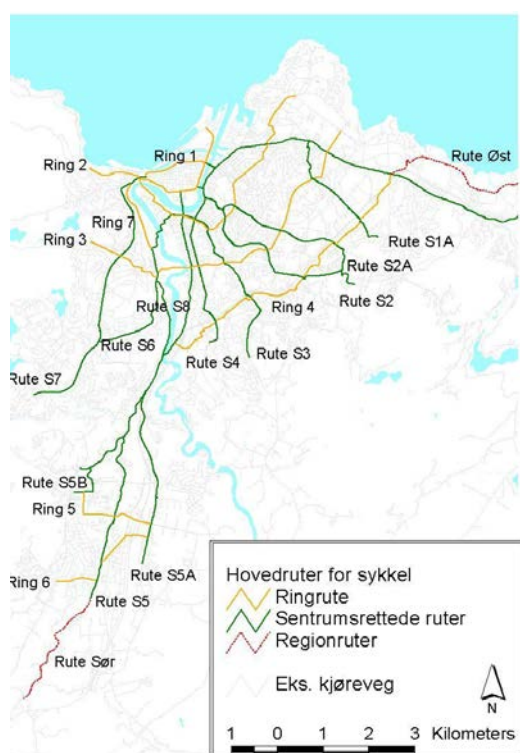 Rute Øst
Ring 1
Ring 2
Ring 7
Ring 3
Rute S1A
Rute S2A
Rute S2
Rute S8
Ring 4
Rute S6
Rute S4
Rute S3
Rute S7
Rute S5B
Ring 5
Rute S5A
Ring 6
Rute S5
Rute Sør
Hovedruter for sykkel
Ringrute
Sentrumsrettede ruter
Regionruter
Eks. kjøreveg
N
1 0 1 2 3 Kilometers